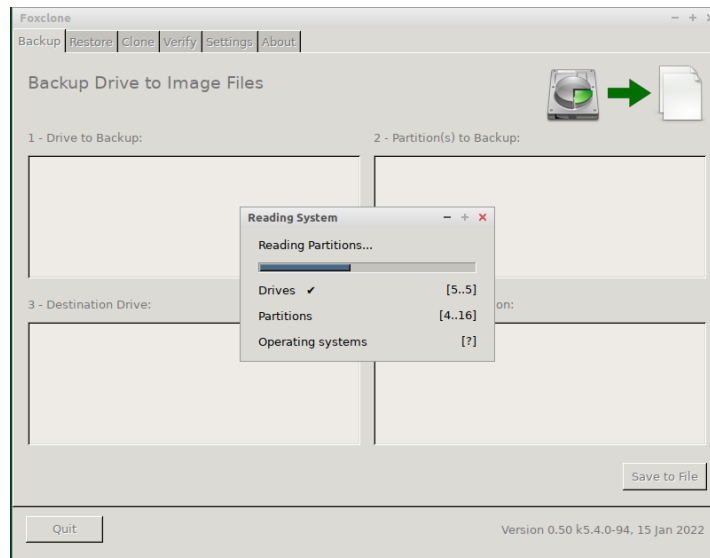 Foxclone
Backup Restore Clone Verify Settings About
Backup Drive to Image Files
1 - Drive to Backup:
2 - Partition(s) to Backup:
Reading System
Reading Partitions...
Drives ✔ [5..5]
Partitions [4..16]
Operating systems [?]
3 - Destination Drive:
on:
Save to File
Quit
Version 0.50 k5.4.0-94, 15 Jan 2022